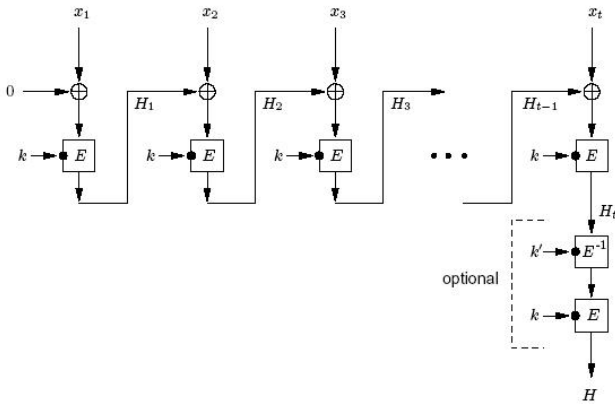 x₁ x₂ x₃ xₜ
0 H₁ H₂ H₃ Hₜ₋₁
k E k E k E ••• k E
Hₜ
k′ E⁻¹
optional
k E
H